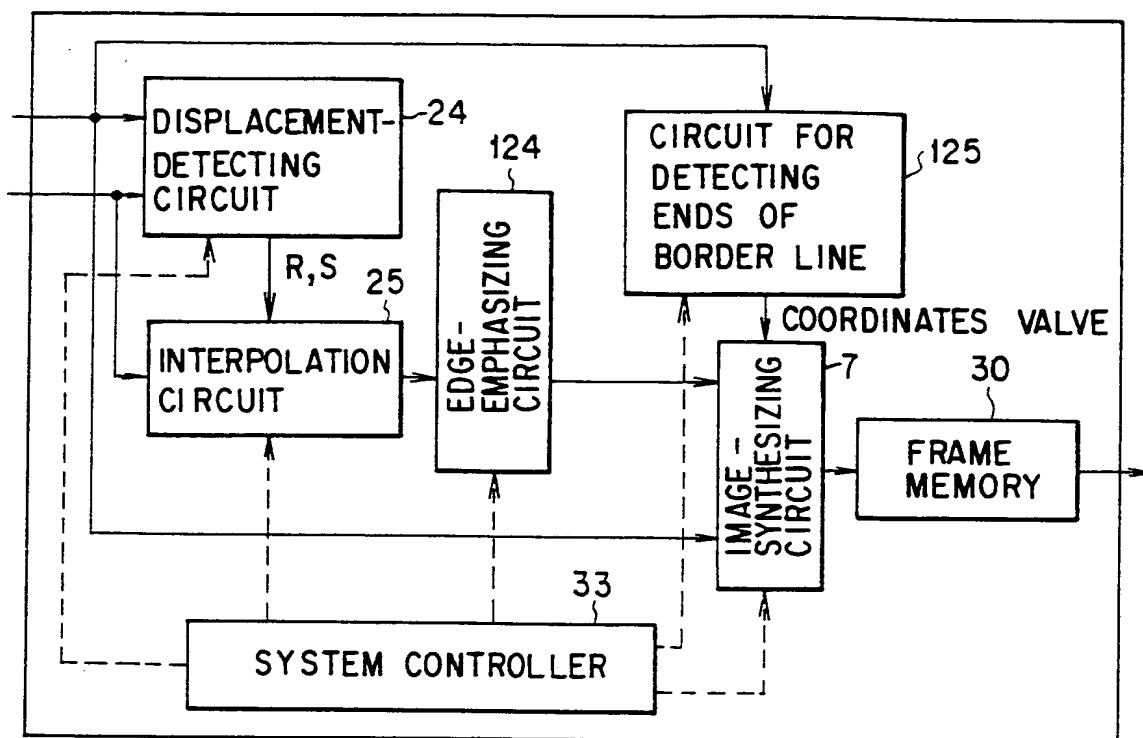 DISPLACEMENT-
DETECTING
CIRCUIT
24
R,S
25
INTERPOLATION
CIRCUIT
124
EDGE-
EMPHASIZING
CIRCUIT
CIRCUIT FOR
DETECTING
ENDS OF
BORDER LINE
125
COORDINATES VALVE
7
IMAGE-
SYNTHESIZING
CIRCUIT
30
FRAME
MEMORY
33
SYSTEM CONTROLLER